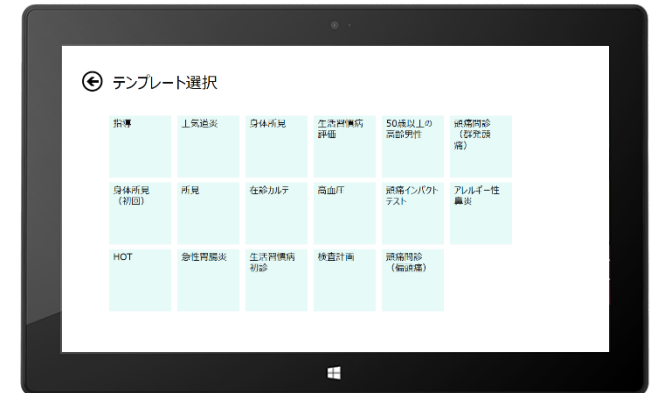 テンプレート選択
指導
上気道炎
身体所見
生活習慣病
評価
50歳以上の
高齢男性
頭痛問診
（群発頭
痛）
身体所見
（初回）
所見
在診カルテ
高血圧
頭痛インパクト
テスト
アレルギー性
鼻炎
HOT
急性胃腸炎
生活習慣病
初診
検査計画
頭痛問診
（偏頭痛）